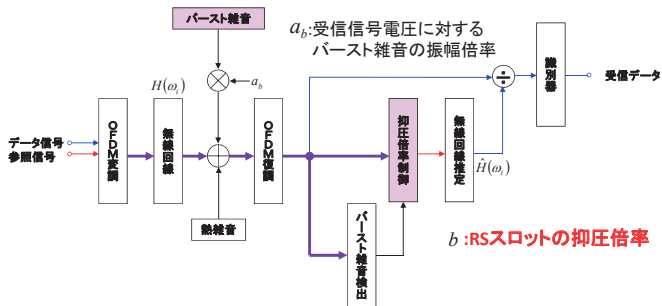 バースト雑音
a_b:受信信号電圧に対する
バースト雑音の振幅倍率
H(ω_i)
a_b
÷
識別器
受信データ
データ信号
参照信号
OFDM変調
無線回線
OFDM復調
抑圧倍率制御
無線回線推定
Ĥ(ω_i)
熱雑音
バースト雑音検出
b :RSスロットの抑圧倍率